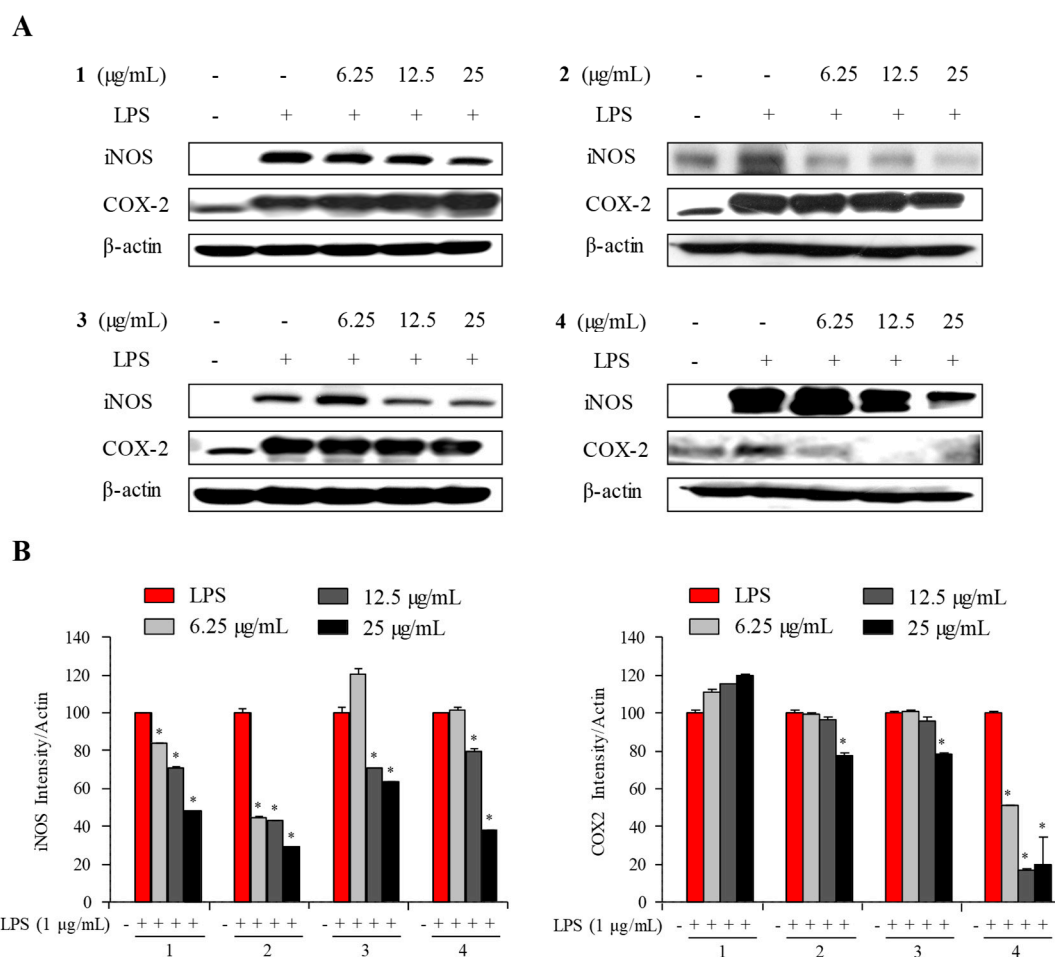 A
1 (μg/mL) - - 6.25 12.5 25
LPS - + + + +
iNOS
COX-2
β-actin
2 (μg/mL) - - 6.25 12.5 25
LPS - + + + +
iNOS
COX-2
β-actin
3 (μg/mL) - - 6.25 12.5 25
LPS - + + + +
iNOS
COX-2
β-actin
4 (μg/mL) - - 6.25 12.5 25
LPS - + + + +
iNOS
COX-2
β-actin
B
LPS 12.5 μg/mL
6.25 μg/mL 25 μg/mL
iNOS Intensity/Actin
140
120
100
80
60
40
20
0
* * *
* * *
* *
* *
LPS (1 μg/mL) - + + + + - + + + + - + + + + - + + + +
1 2 3 4
LPS 12.5 μg/mL
6.25 μg/mL 25 μg/mL
COX2 Intensity/Actin
140
120
100
80
60
40
20
0
*
*
* * *
LPS (1 μg/mL) - + + + + - + + + + - + + + + - + + + +
1 2 3 4